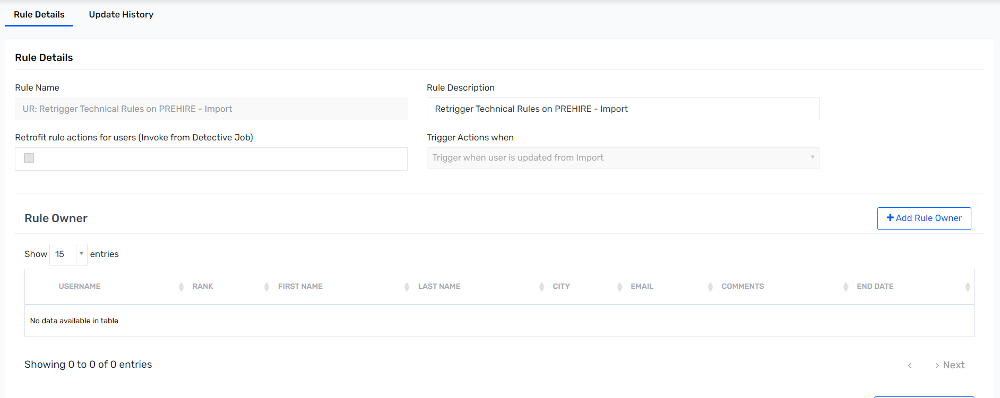 Rule Details Update History
Rule Details
Rule Name Rule Description
UR: Retrigger Technical Rules on PREHIRE - Import Retrigger Technical Rules on PREHIRE - Import
Retrofit rule actions for users (Invoke from Detective Job) Trigger Actions when
Trigger when user is updated from Import
Rule Owner + Add Rule Owner
Show 15 entries
USERNAME RANK FIRST NAME LAST NAME CITY EMAIL COMMENTS END DATE
No data available in table
Showing 0 to 0 of 0 entries < > Next